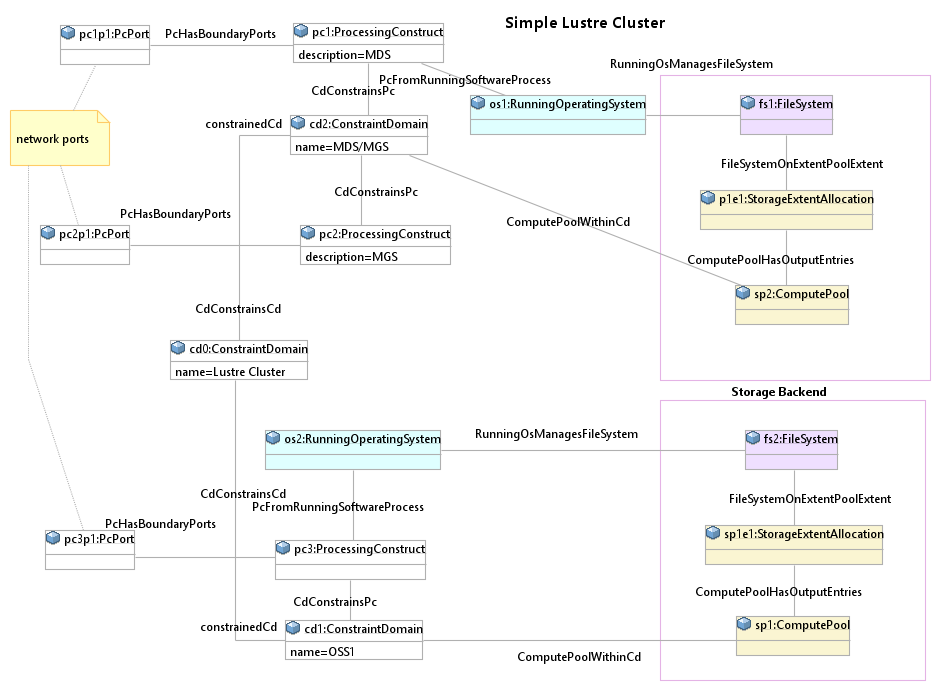 Simple Lustre Cluster
pc1p1:PcPort
PcHasBoundaryPorts
pc1:ProcessingConstruct
description=MDS
RunningOsManagesFileSystem
PcFromRunningSoftwareProcess
CdConstrainsPc
os1:RunningOperatingSystem
fs1:FileSystem
constrainedCd
cd2:ConstraintDomain
name=MDS/MGS
network ports
FileSystemOnExtentPoolExtent
CdConstrainsPc
p1e1:StorageExtentAllocation
PcHasBoundaryPorts
ComputePoolWithinCd
pc2p1:PcPort
pc2:ProcessingConstruct
description=MGS
ComputePoolHasOutputEntries
sp2:ComputePool
CdConstrainsCd
cd0:ConstraintDomain
name=Lustre Cluster
Storage Backend
os2:RunningOperatingSystem
RunningOsManagesFileSystem
fs2:FileSystem
CdConstrainsCd
FileSystemOnExtentPoolExtent
PcFromRunningSoftwareProcess
PcHasBoundaryPorts
pc3p1:PcPort
sp1e1:StorageExtentAllocation
pc3:ProcessingConstruct
ComputePoolHasOutputEntries
CdConstrainsPc
constrainedCd
cd1:ConstraintDomain
name=OSS1
sp1:ComputePool
ComputePoolWithinCd